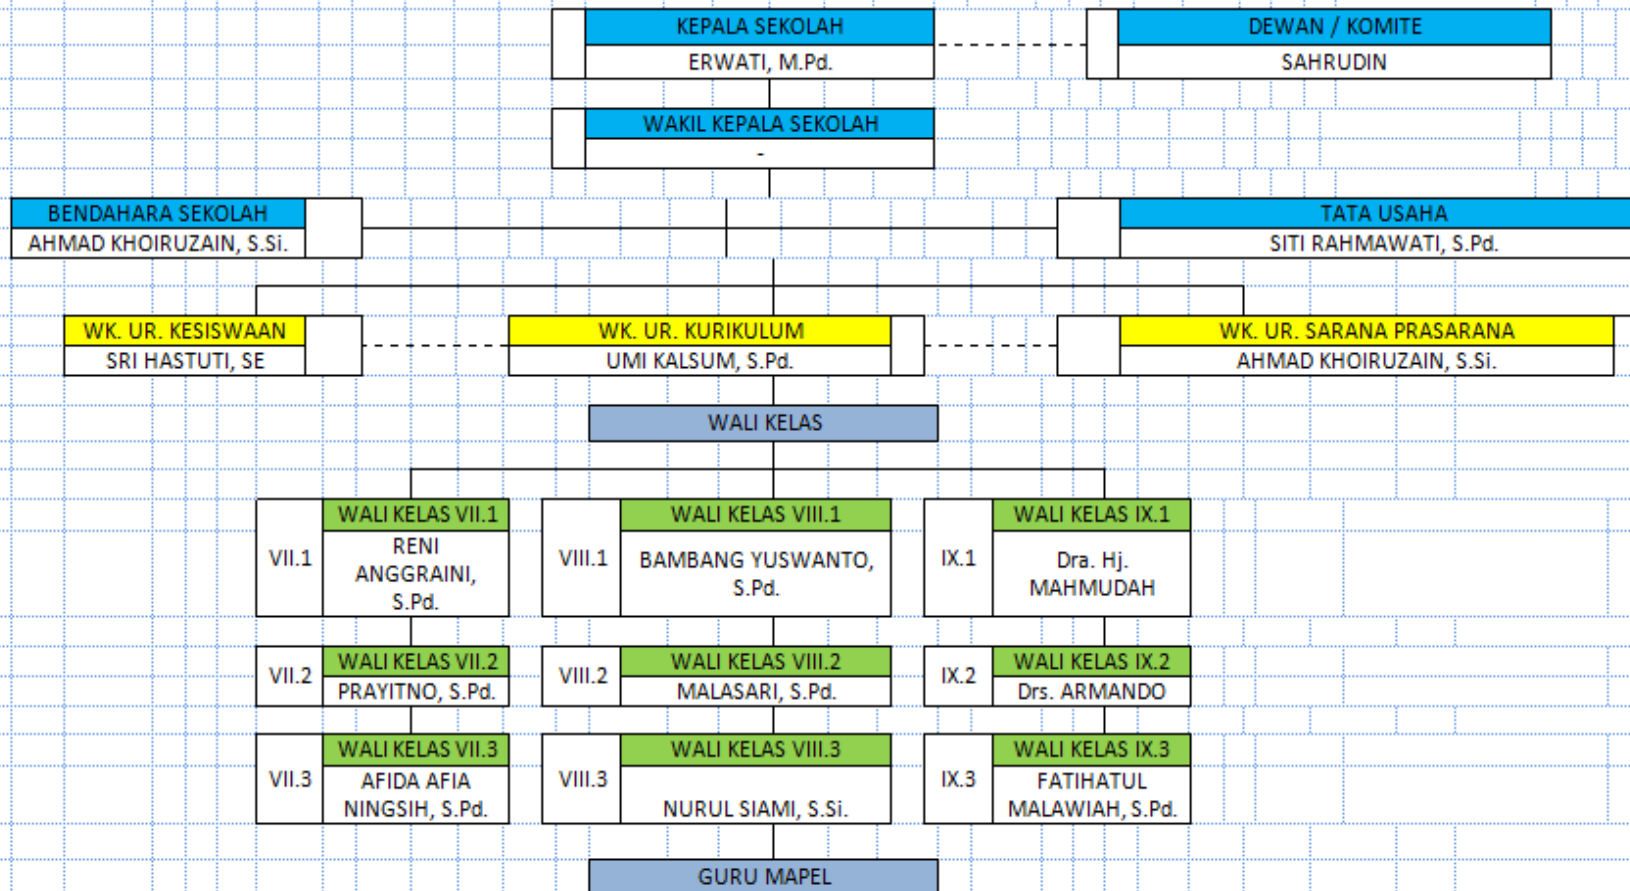 KEPALA SEKOLAH
ERWATI, M.Pd.
DEWAN / KOMITE
SAHRUDIN
WAKIL KEPALA SEKOLAH
-
BENDAHARA SEKOLAH
AHMAD KHOIRUZAIN, S.Si.
TATA USAHA
SITI RAHMAWATI, S.Pd.
WK. UR. KESISWAAN
SRI HASTUTI, SE
WK. UR. KURIKULUM
UMI KALSUM, S.Pd.
WK. UR. SARANA PRASARANA
AHMAD KHOIRUZAIN, S.Si.
WALI KELAS
VII.1
WALI KELAS VII.1
RENI
ANGGRAINI,
S.Pd.
VIII.1
WALI KELAS VIII.1
BAMBANG YUSWANTO,
S.Pd.
IX.1
WALI KELAS IX.1
Dra. Hj.
MAHMUDAH
VII.2
WALI KELAS VII.2
PRAYITNO, S.Pd.
VIII.2
WALI KELAS VIII.2
MALASARI, S.Pd.
IX.2
WALI KELAS IX.2
Drs. ARMANDO
VII.3
WALI KELAS VII.3
AFIDA AFIA
NINGSIH, S.Pd.
VIII.3
WALI KELAS VIII.3
NURUL SIAMI, S.Si.
IX.3
WALI KELAS IX.3
FATIHATUL
MALAWIAH, S.Pd.
GURU MAPEL